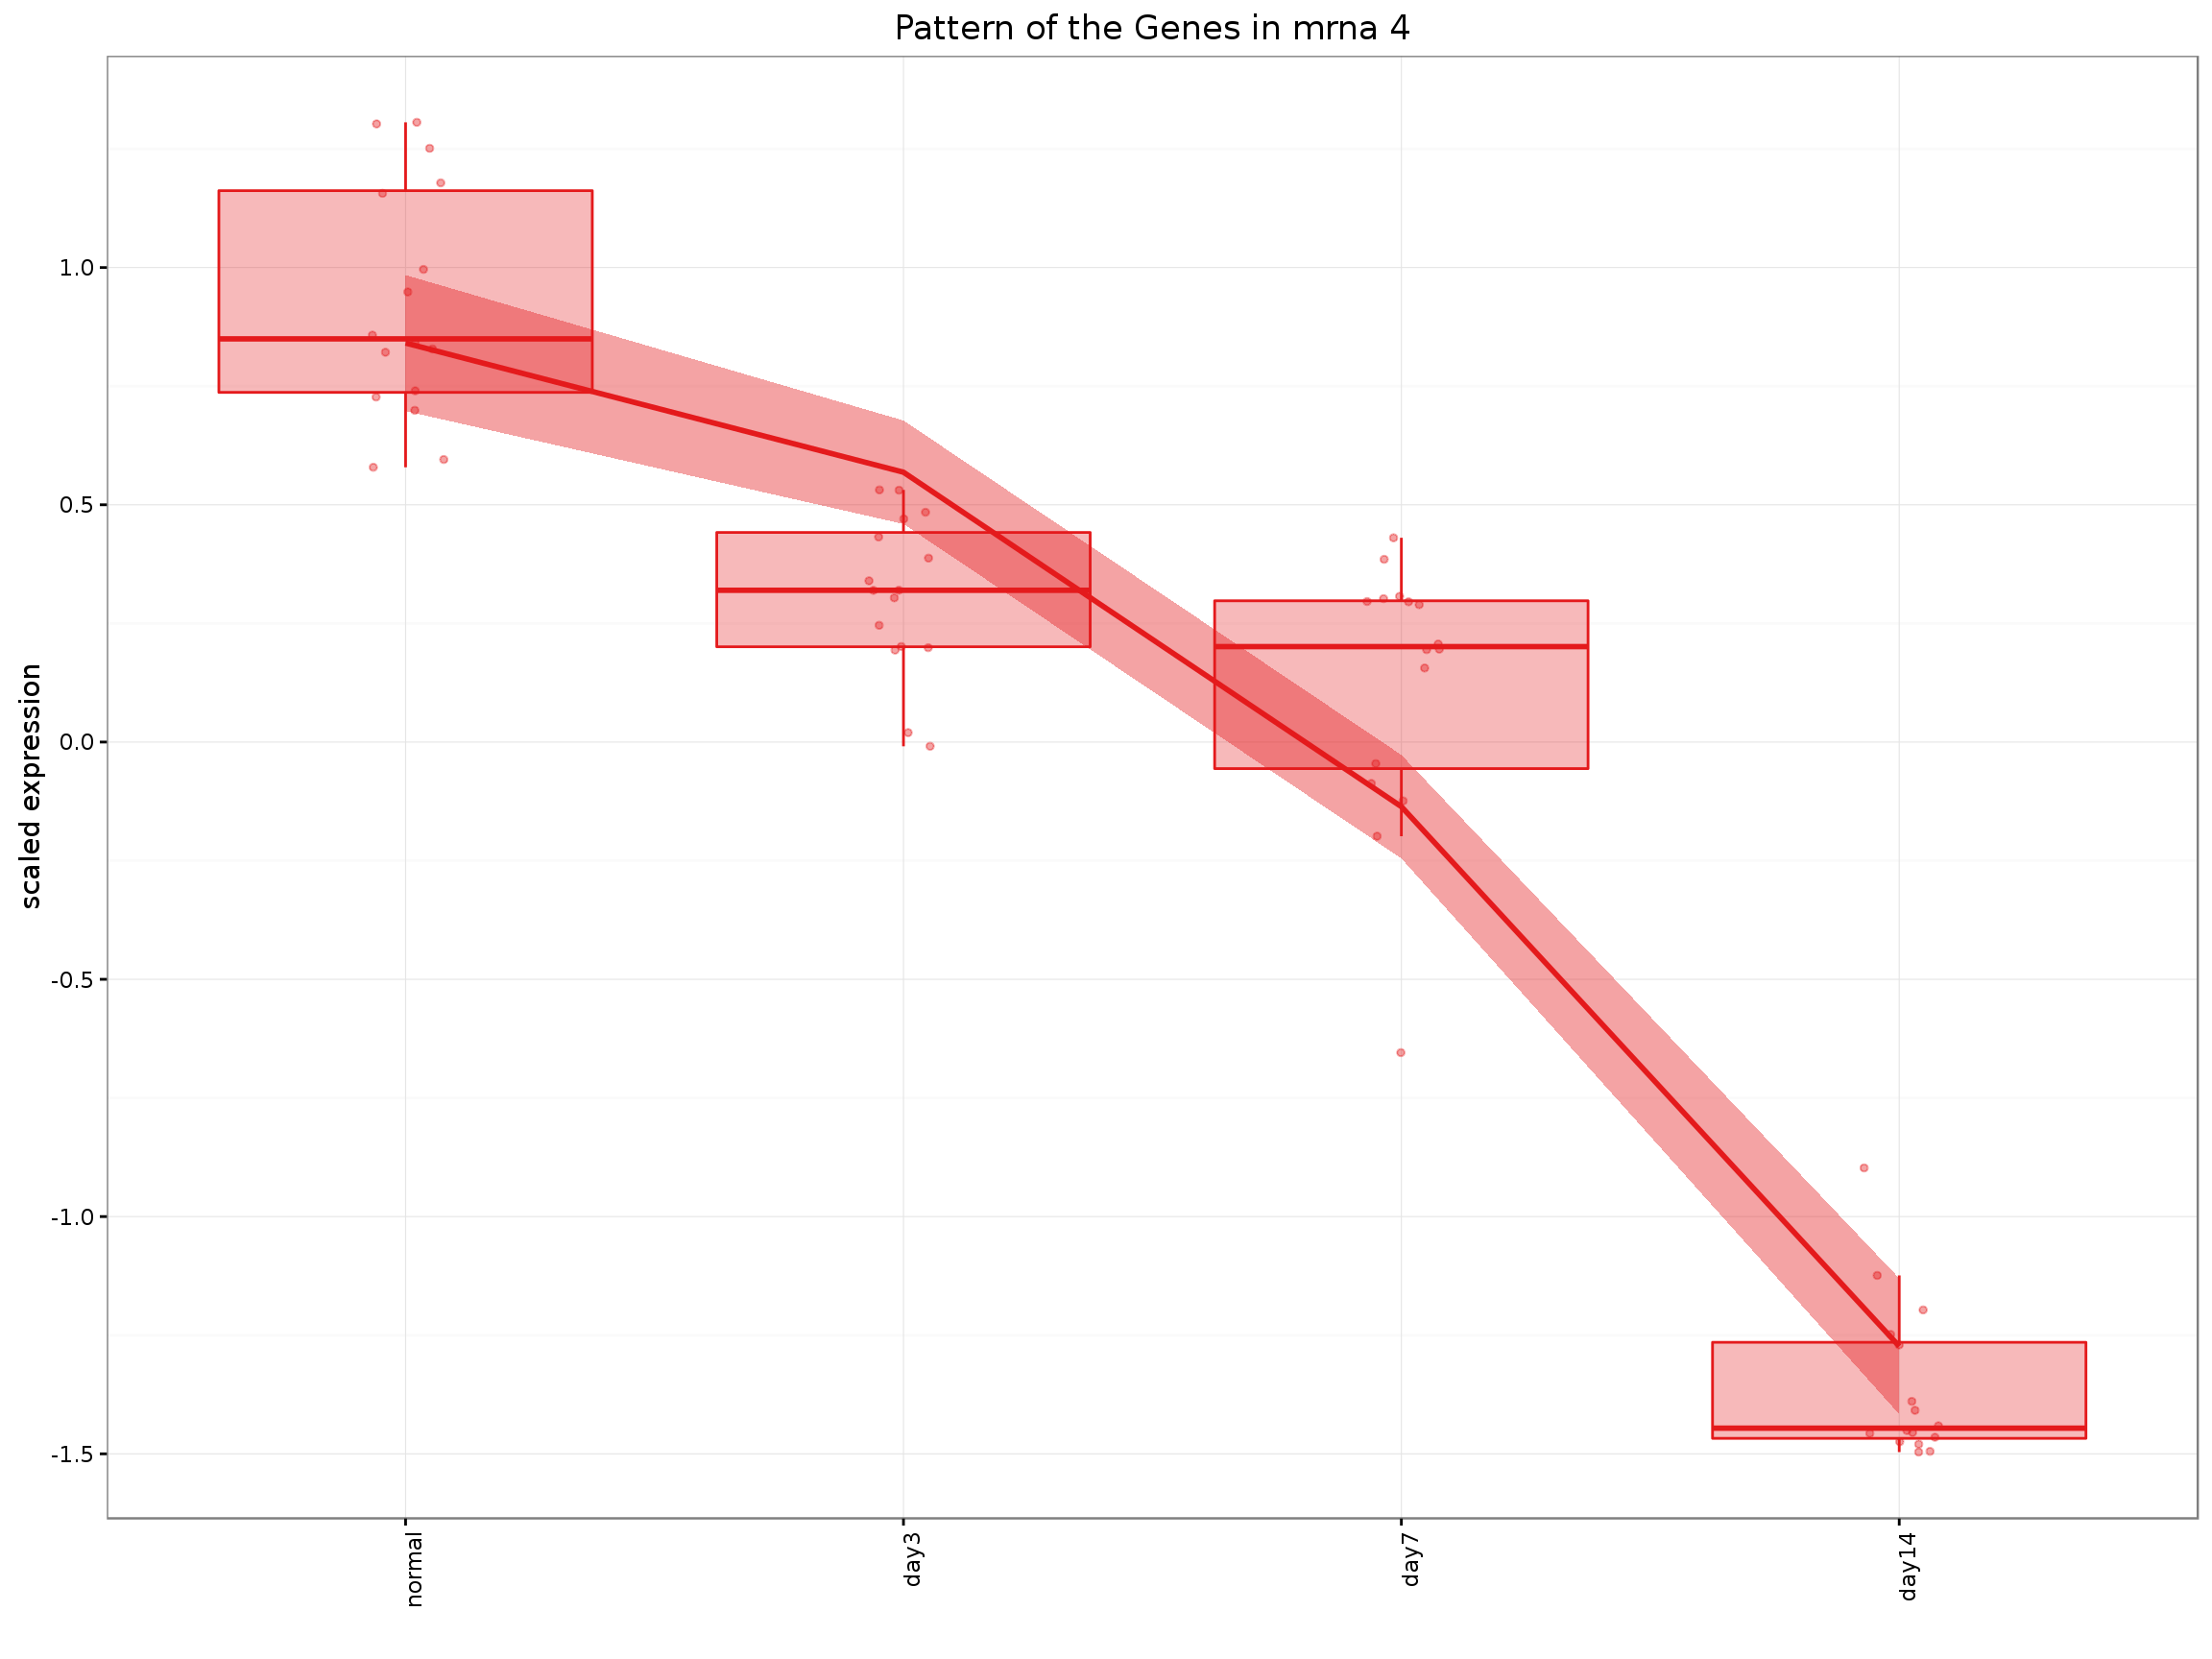 Pattern of the Genes in mrna 4
scaled expression
1.0
0.5
0.0
-0.5
-1.0
-1.5
normal
day3
day7
day14